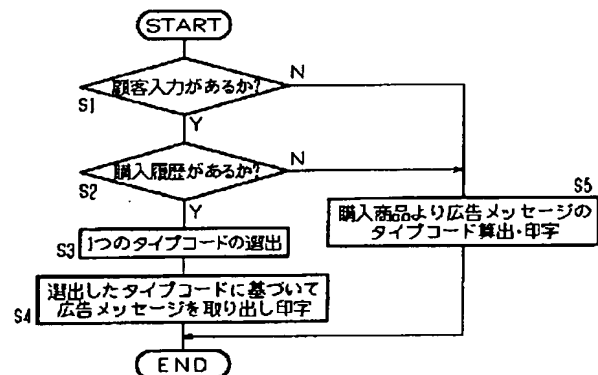 START
顧客入力があるか?
N
S1
Y
購入履歴があるか?
N
S2
Y
S5
購入商品より広告メッセージの
タイプコード算出・印字
1つのタイプコードの選出
S3
選出したタイプコードに基づいて
広告メッセージを取り出し印字
S4
END